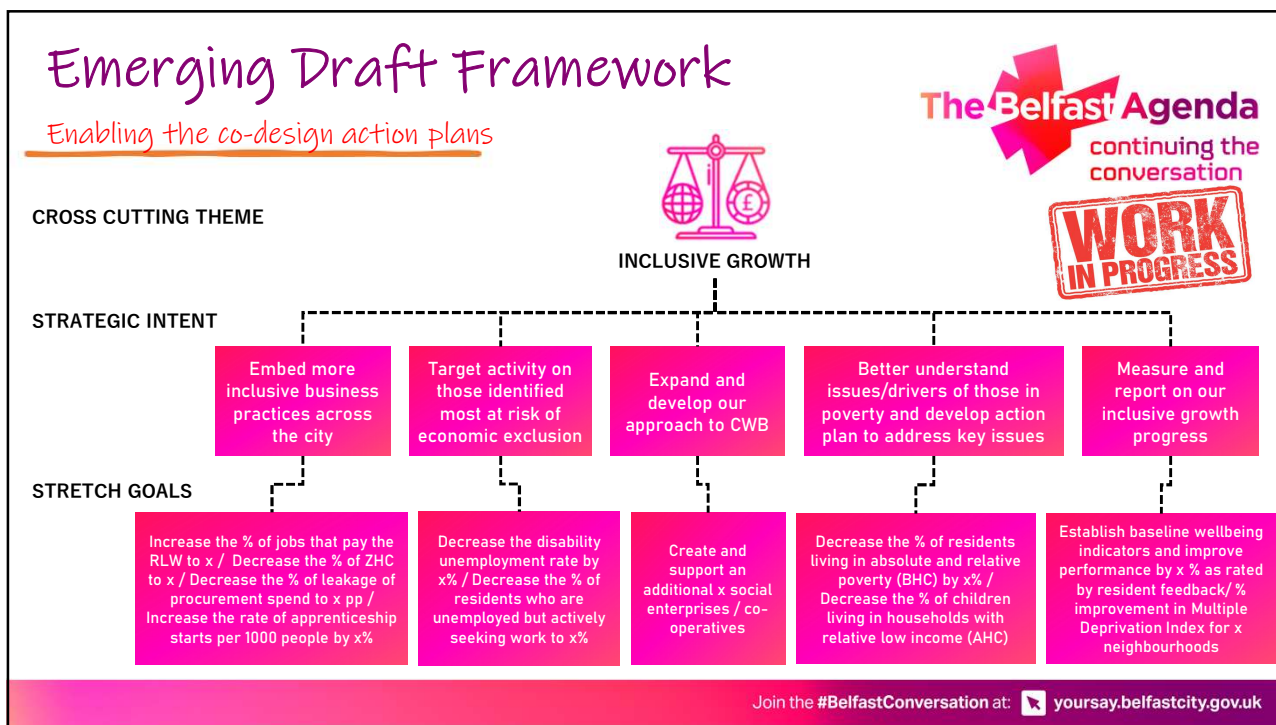 Emerging Draft Framework
Enabling the co-design action plans
The Belfast Agenda
continuing the
conversation
WORK
IN PROGRESS
CROSS CUTTING THEME
£
INCLUSIVE GROWTH
STRATEGIC INTENT
Embed more
inclusive business
practices across
the city
Target activity on
those identified
most at risk of
economic exclusion
Expand and
develop our
approach to CWB
Better understand
issues/drivers of those in
poverty and develop action
plan to address key issues
Measure and
report on our
inclusive growth
progress
STRETCH GOALS
Increase the % of jobs that pay the
RLW to x / Decrease the % of ZHC
to x / Decrease the % of leakage of
procurement spend to x pp /
Increase the rate of apprenticeship
starts per 1000 people by x%
Decrease the disability
unemployment rate by
x% / Decrease the % of
residents who are
unemployed but actively
seeking work to x%
Create and
support an
additional x social
enterprises / co-
operatives
Decrease the % of residents
living in absolute and relative
poverty (BHC) by x% /
Decrease the % of children
living in households with
relative low income (AHC)
Establish baseline wellbeing
indicators and improve
performance by x % as rated
by resident feedback/ %
improvement in Multiple
Deprivation Index for x
neighbourhoods
Join the #BelfastConversation at: yoursay.belfastcity.gov.uk